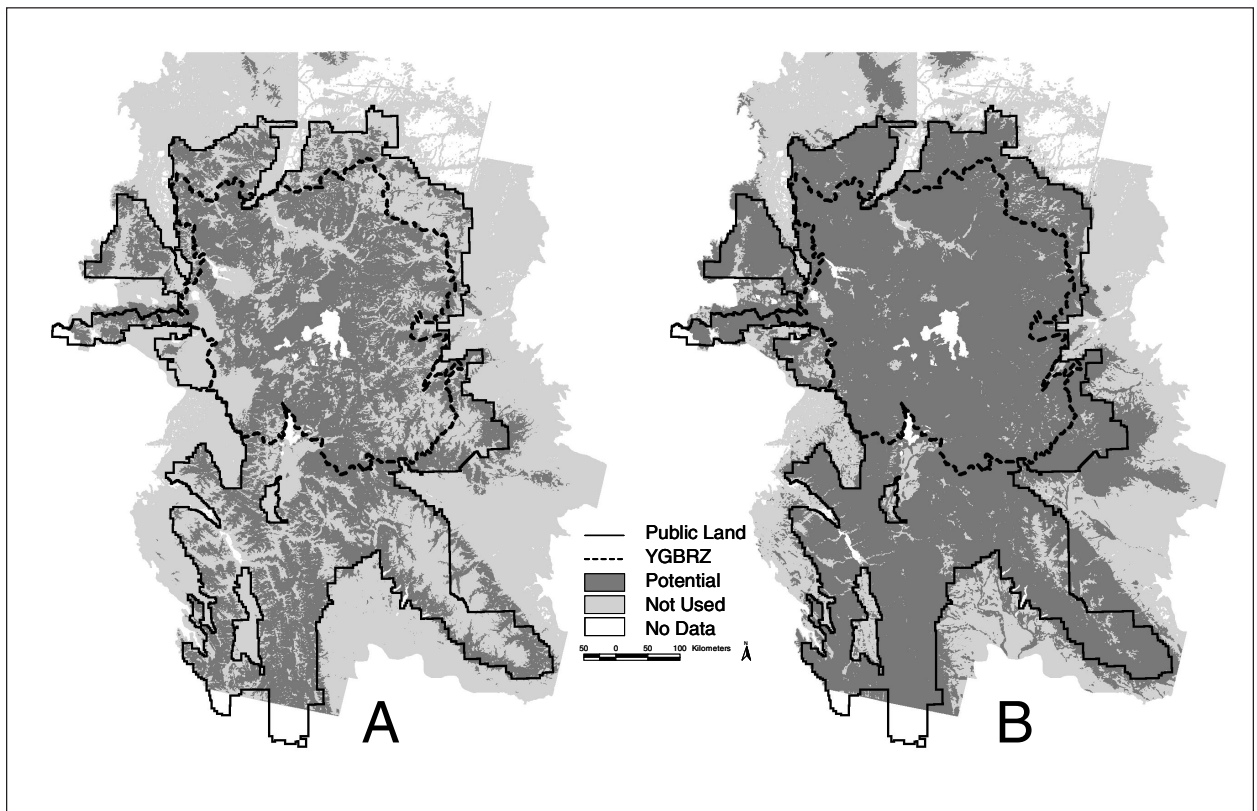 Public Land
YGBRZ
Potential
Not Used
No Data
50 0 50 100 Kilometers N
A B